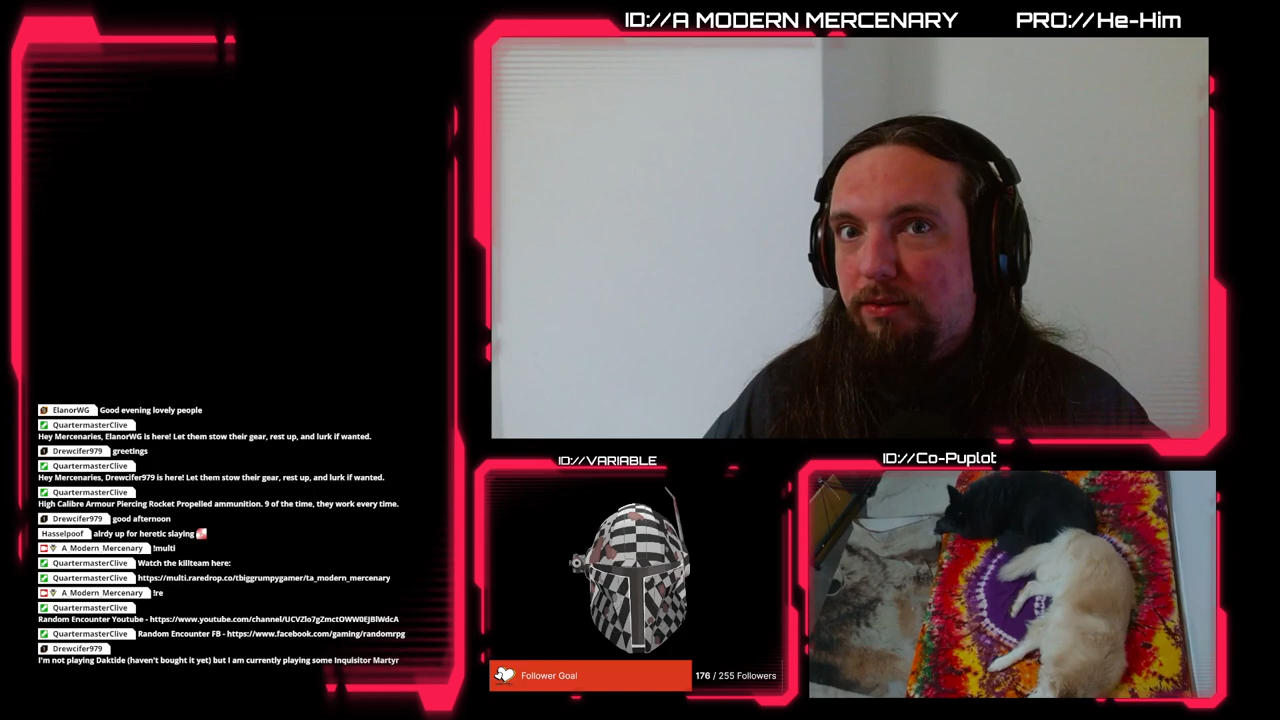 ID://A MODERN MERCENARY PRO://He-Him
ElanorWG Good evening lovely people
QuartermasterClive
Hey Mercenaries, ElanorWG is here! Let them stow their gear, rest up, and lurk if wanted.
Drewcifer979 greetings
QuartermasterClive
Hey Mercenaries, Drewcifer979 is here! Let them stow their gear, rest up, and lurk if wanted.
QuartermasterClive
High Calibre Armour Piercing Rocket Propelled ammunition. 9 of the time, they work every time.
Drewcifer979 good afternoon
Hasselpoof alrdy up for heretic slaying
A Modern Mercenary !multi
QuartermasterClive Watch the killteam here:
QuartermasterClive https://multi.raredrop.co/tbiggrumpygamer/ta_modern_mercenary
A Modern Mercenary !re
QuartermasterClive
Random Encounter Youtube - https://www.youtube.com/channel/UCVZlo7gZmctOWW0EJBlWdcA
QuartermasterClive Random Encounter FB - https://www.facebook.com/gaming/randomrpg
Drewcifer979
I'm not playing Daktide (haven't bought it yet) but I am currently playing some Inquisitor Martyr
ID://VARIABLE
Follower Goal 176 / 255 Followers
ID://Co-Puplot